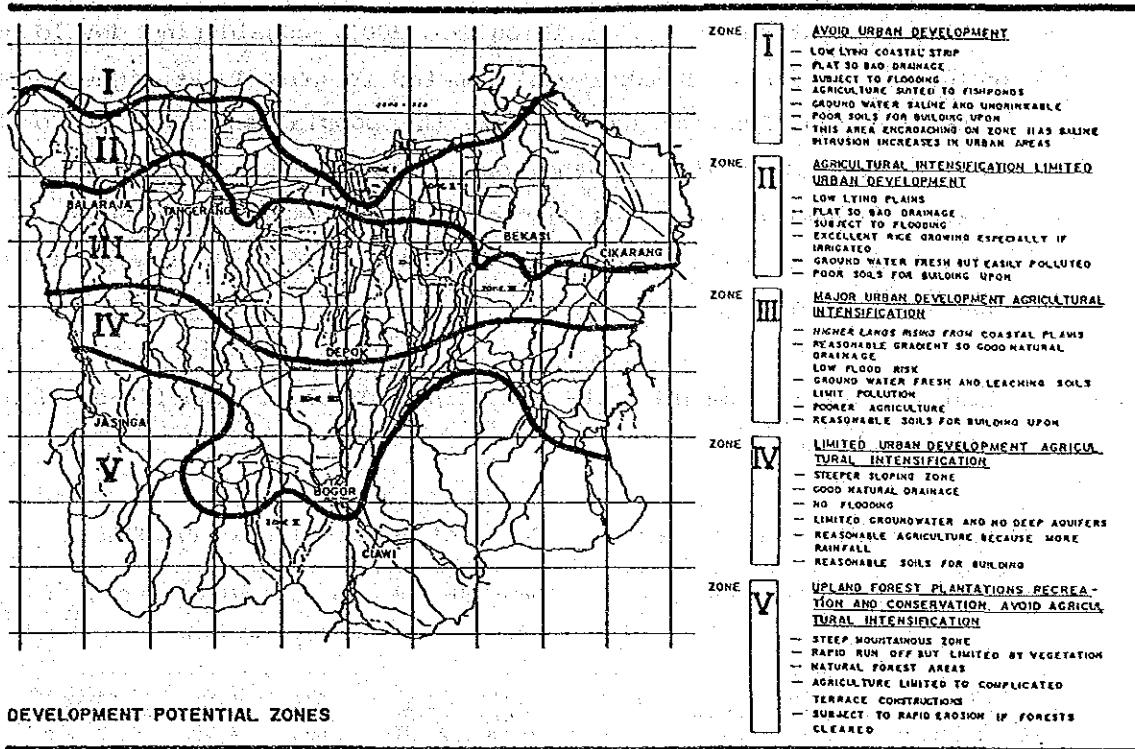 I
II
III
IV
V
ZONE I
ZONE II
ZONE III
BALARAJA
TANGERANG
BEKASI
CIKARANG
DEPOK
JASINGA
BOGOR
CIAWI
ZONE I
AVOID URBAN DEVELOPMENT
— LOW LYING COASTAL STRIP
— FLAT SO BAD DRAINAGE
— SUBJECT TO FLOODING
— AGRICULTURE SUITED TO FISHPONDS
— GROUND WATER SALINE AND UNDRINKABLE
— POOR SOILS FOR BUILDING UPON
— THIS AREA ENCROACHING ON ZONE II AS SALINE
INTRUSION INCREASES IN URBAN AREAS
ZONE II
AGRICULTURAL INTENSIFICATION LIMITED
URBAN DEVELOPMENT
— LOW LYING PLAINS
— FLAT SO BAD DRAINAGE
— SUBJECT TO FLOODING
— EXCELLENT RICE GROWING ESPECIALLY IF
IRRIGATED
— GROUND WATER FRESH BUT EASILY POLLUTED
— POOR SOILS FOR BUILDING UPON
ZONE III
MAJOR URBAN DEVELOPMENT AGRICULTURAL
INTENSIFICATION
— HIGHER LANDS RISING FROM COASTAL PLAINS
— REASONABLE GRADIENT SO GOOD NATURAL
DRAINAGE
LOW FLOOD RISK
— GROUND WATER FRESH AND LEACHING SOILS
LIMIT POLLUTION
— POORER AGRICULTURE
— REASONABLE SOILS FOR BUILDING UPON
ZONE IV
LIMITED URBAN DEVELOPMENT AGRICUL
TURAL INTENSIFICATION
— STEEPER SLOPING ZONE
— GOOD NATURAL DRAINAGE
— NO FLOODING
— LIMITED GROUNDWATER AND NO DEEP AQUIFERS
— REASONABLE AGRICULTURE BECAUSE MORE
RAINFALL
— REASONABLE SOILS FOR BUILDING
ZONE V
UPLAND FOREST PLANTATIONS RECREA-
TION AND CONSERVATION AVOID AGRICUL
TURAL INTENSIFICATION
— STEEP MOUNTAINOUS ZONE
— RAPID RUN OFF BUT LIMITED BY VEGETATION
— NATURAL FOREST AREAS
— AGRICULTURE LIMITED TO COMPLICATED
TERRACE CONSTRUCTIONS
— SUBJECT TO RAPID EROSION IF FORESTS
CLEARED
DEVELOPMENT POTENTIAL ZONES